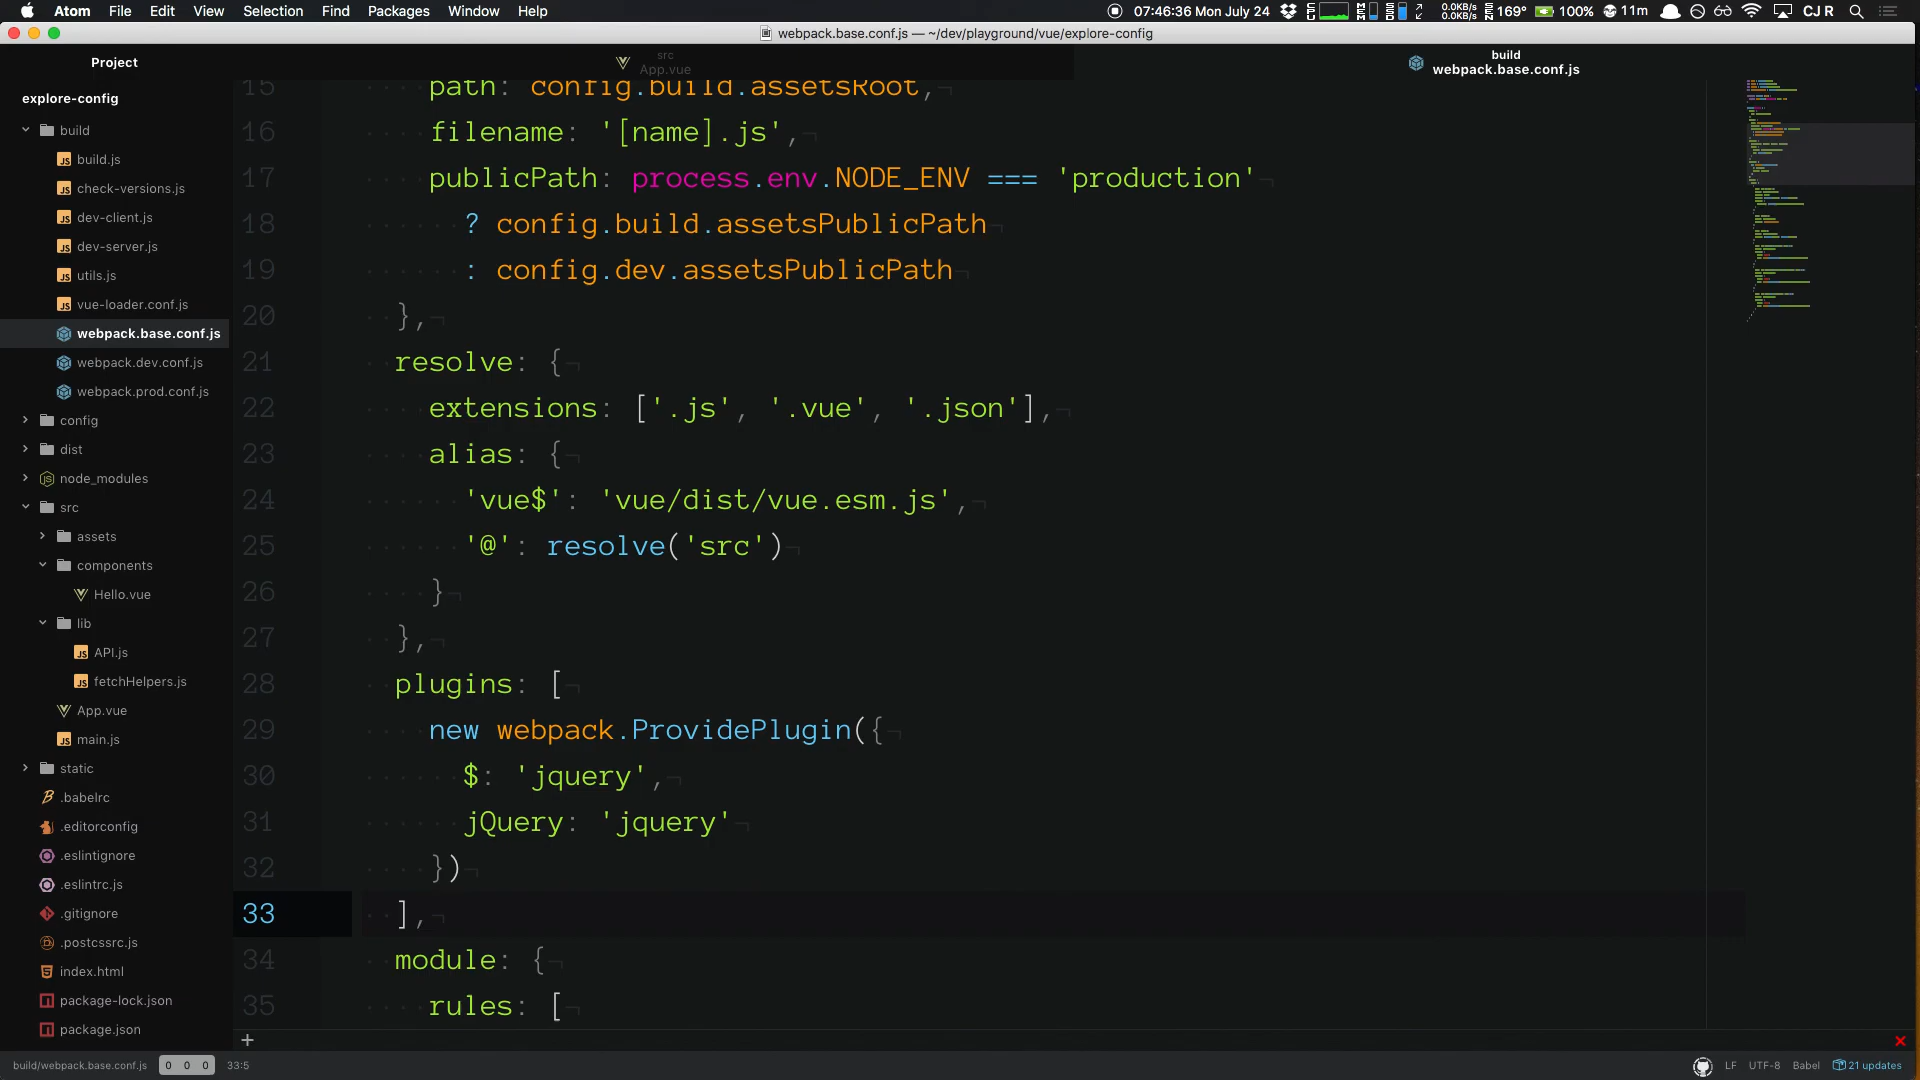 Atom File Edit View Selection Find Packages Window Help
07:46:36 Mon July 24
0.0KB/s
0.0KB/s
169° 100% 11m CJ R
webpack.base.conf.js — ~/dev/playground/vue/explore-config
Project
src
App.vue
build
webpack.base.conf.js
explore-config
build
build.js
check-versions.js
dev-client.js
dev-server.js
utils.js
vue-loader.conf.js
webpack.base.conf.js
webpack.dev.conf.js
webpack.prod.conf.js
config
dist
node_modules
src
assets
components
Hello.vue
lib
API.js
fetchHelpers.js
App.vue
main.js
static
.babelrc
.editorconfig
.eslintignore
.eslintrc.js
.gitignore
.postcssrc.js
index.html
package-lock.json
package.json
15 path: config.build.assetsRoot,
16 filename: '[name].js',
17 publicPath: process.env.NODE_ENV === 'production'
18 ? config.build.assetsPublicPath
19 : config.dev.assetsPublicPath
20 },
21 resolve: {
22 extensions: ['.js', '.vue', '.json'],
23 alias: {
24 'vue$': 'vue/dist/vue.esm.js',
25 '@': resolve('src')
26 }
27 },
28 plugins: [
29 new webpack.ProvidePlugin({
30 $: 'jquery',
31 jQuery: 'jquery'
32 })
33 ],
34 module: {
35 rules: [
+
build/webpack.base.conf.js 0 0 0 33:5
LF UTF-8 Babel 21 updates